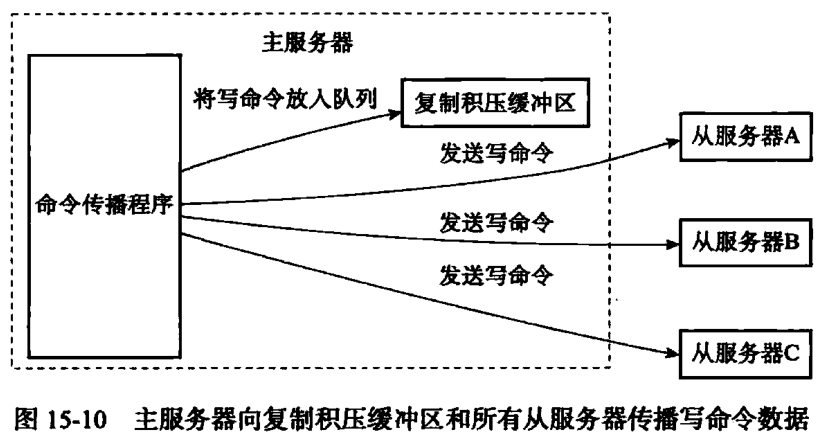 主服务器
将写命令放入队列
复制积压缓冲区
发送写命令
从服务器A
命令传播程序
发送写命令
从服务器B
发送写命令
从服务器C
图 15-10 主服务器向复制积压缓冲区和所有从服务器传播写命令数据